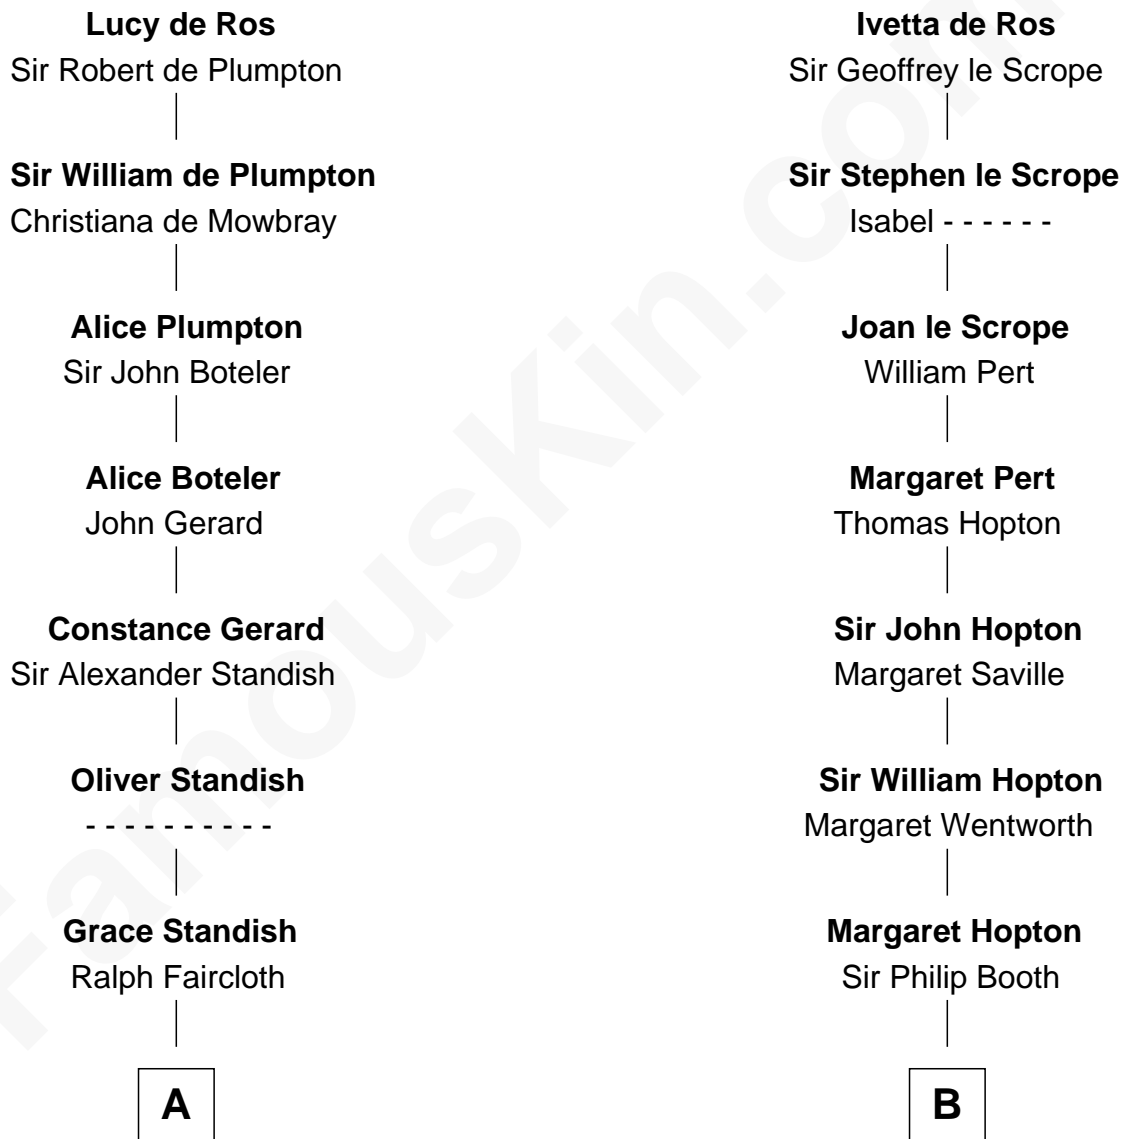 Lucy de Ros
Sir Robert de Plumpton
Sir William de Plumpton
Christiana de Mowbray
Alice Plumpton
Sir John Boteler
Alice Boteler
John Gerard
Constance Gerard
Sir Alexander Standish
Oliver Standish
- - - - - - - - - -
Grace Standish
Ralph Faircloth
A
Ivetta de Ros
Sir Geoffrey le Scrope
Sir Stephen le Scrope
Isabel - - - - - -
Joan le Scrope
William Pert
Margaret Pert
Thomas Hopton
Sir John Hopton
Margaret Saville
Sir William Hopton
Margaret Wentworth
Margaret Hopton
Sir Philip Booth
B
FamousKin.com